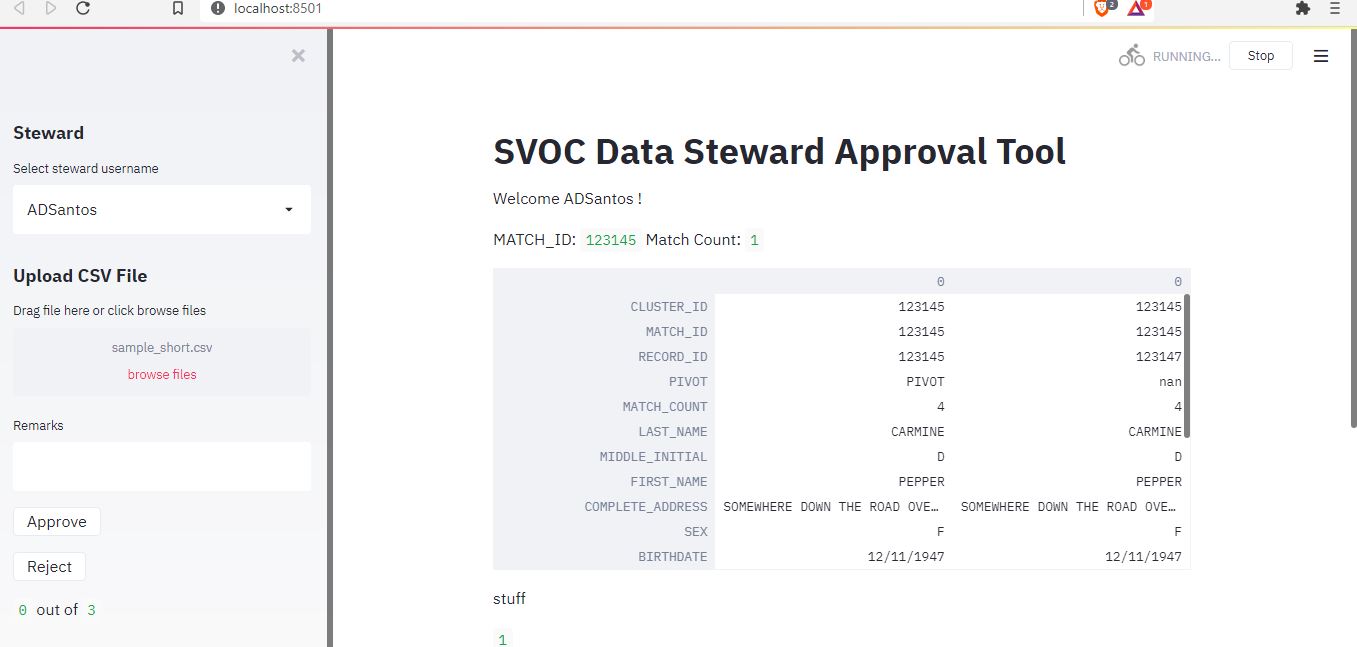 localhost:8501
2
1
×
RUNNING...
Stop
Steward
Select steward username
ADSantos
Upload CSV File
Drag file here or click browse files
sample_short.csv
browse files
Remarks
Approve
Reject
0 out of 3
SVOC Data Steward Approval Tool
Welcome ADSantos !
MATCH_ID: 123145 Match Count: 1
0 0
CLUSTER_ID 123145 123145
MATCH_ID 123145 123145
RECORD_ID 123145 123147
PIVOT PIVOT nan
MATCH_COUNT 4 4
LAST_NAME CARMINE CARMINE
MIDDLE_INITIAL D D
FIRST_NAME PEPPER PEPPER
COMPLETE_ADDRESS SOMEWHERE DOWN THE ROAD OVE… SOMEWHERE DOWN THE ROAD OVE…
SEX F F
BIRTHDATE 12/11/1947 12/11/1947
stuff
1